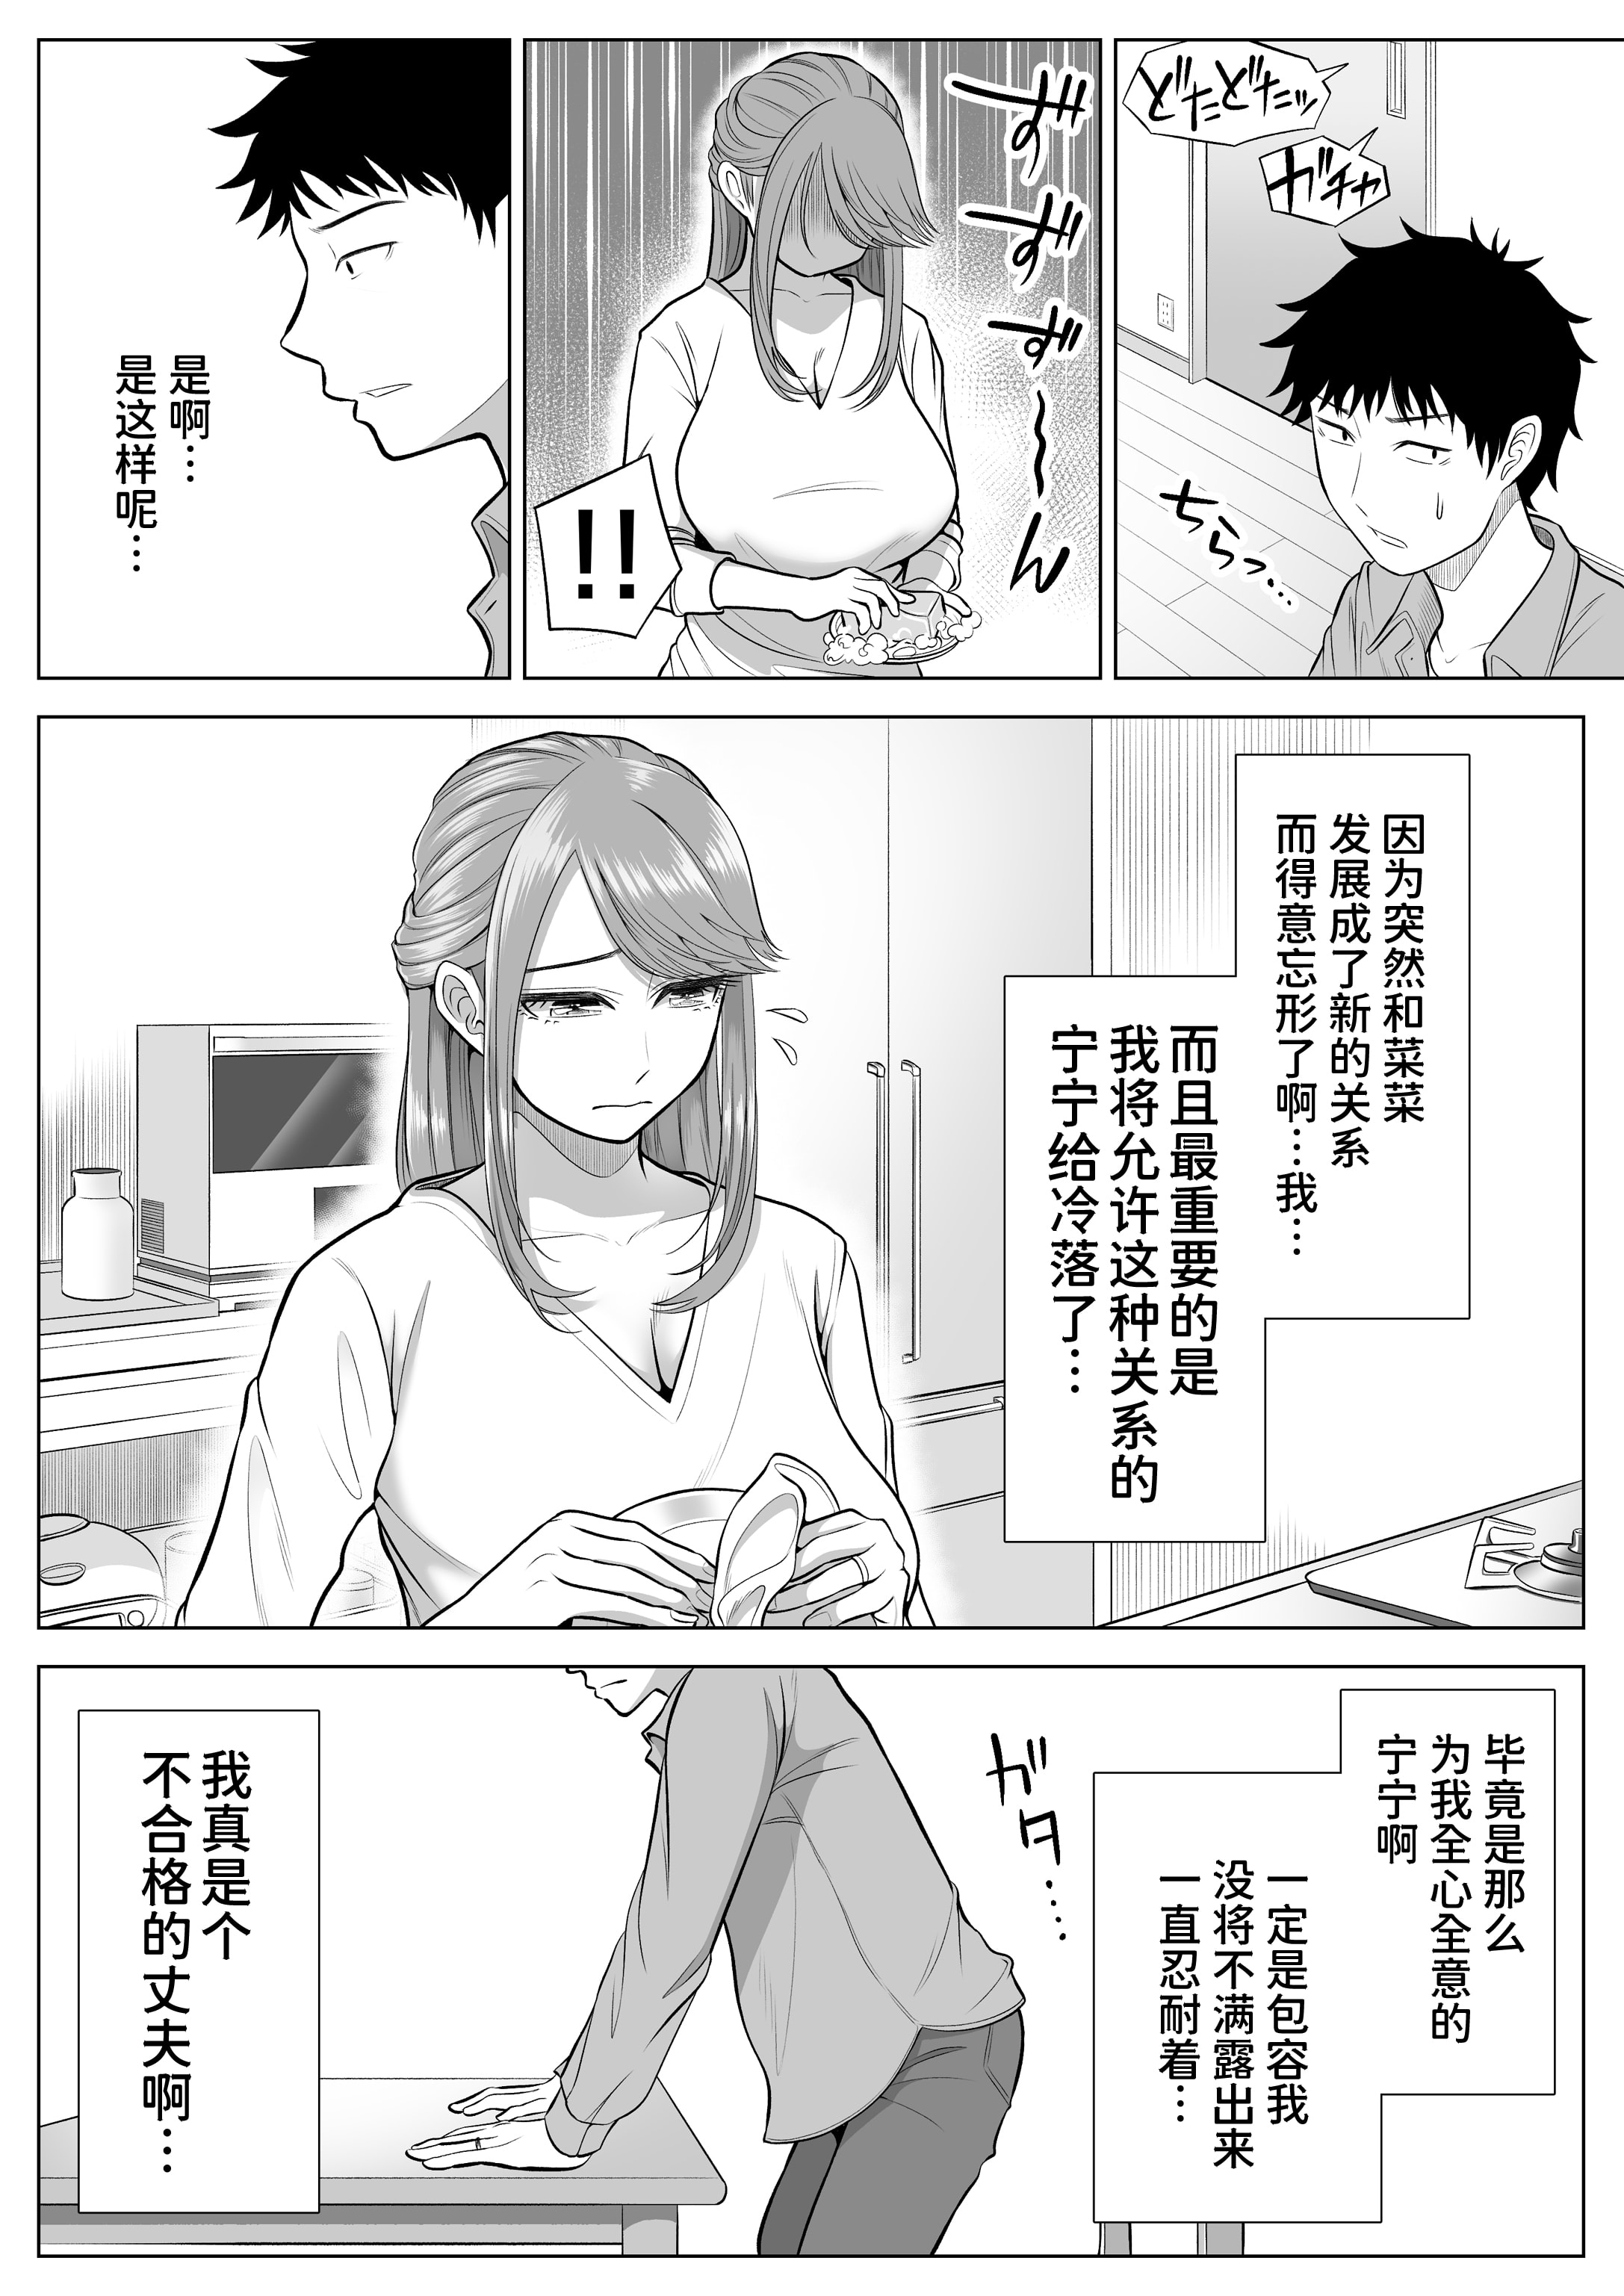 どたどたッ
ガチャ
ちらっ…
ずずずーーん
!!
是啊…
是这样呢…
因为突然和菜菜
发展成了新的关系
而得意忘形了啊…我…
而且最重要的是
我将允许这种关系的
宁宁给冷落了…
毕竟是那么
为我全心全意的
宁宁啊
一定是包容我
没将不满露出来
一直忍耐着…
ガタ…
我真是个
不合格的丈夫啊…